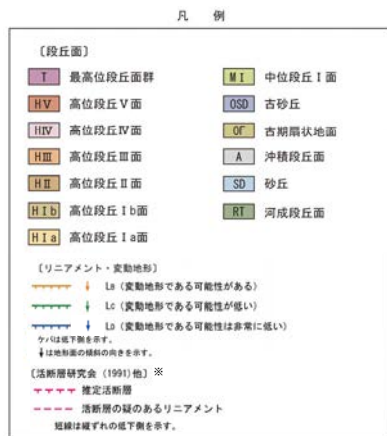 凡 例
〔段丘面〕
T 最高位段丘面群
HⅤ 高位段丘Ⅴ面
HⅣ 高位段丘Ⅳ面
HⅢ 高位段丘Ⅲ面
HⅡ 高位段丘Ⅱ面
HⅠb 高位段丘Ⅰb面
HⅠa 高位段丘Ⅰa面
MⅠ 中位段丘Ⅰ面
OSD 古砂丘
Of 古期扇状地面
A 沖積段丘面
SD 砂丘
RT 河成段丘面
〔リニアメント・変動地形〕
LB (変動地形である可能性がある)
Lc (変動地形である可能性が低い)
LD (変動地形である可能性は非常に低い)
ケバは低下側を示す。
↓は地形面の傾斜の向きを示す。
〔活断層研究会(1991)他〕※
推定活断層
活断層の疑のあるリニアメント
短線は縦ずれの低下側を示す。